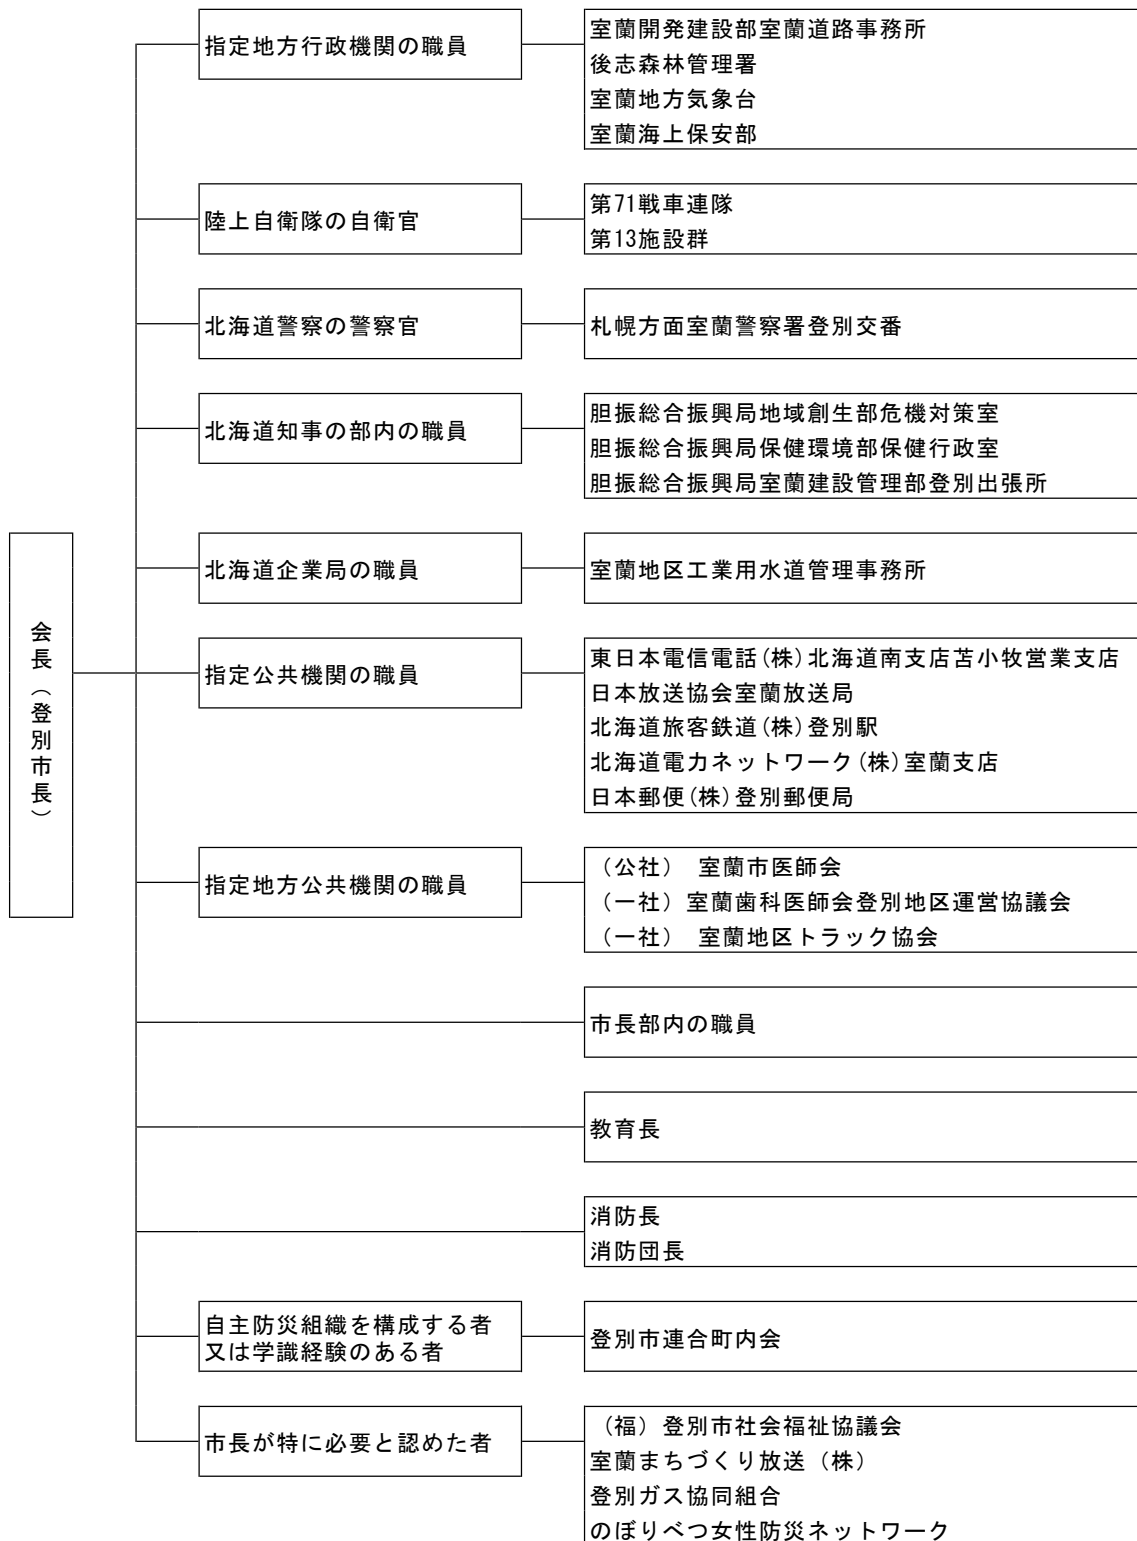 会長（登別市長）
指定地方行政機関の職員
室蘭開発建設部室蘭道路事務所
後志森林管理署
室蘭地方気象台
室蘭海上保安部
陸上自衛隊の自衛官
第71戦車連隊
第13施設群
北海道警察の警察官
札幌方面室蘭警察署登別交番
北海道知事の部内の職員
胆振総合振興局地域創生部危機対策室
胆振総合振興局保健環境部保健行政室
胆振総合振興局室蘭建設管理部登別出張所
北海道企業局の職員
室蘭地区工業用水道管理事務所
指定公共機関の職員
東日本電信電話(株)北海道南支店苫小牧営業支店
日本放送協会室蘭放送局
北海道旅客鉄道(株)登別駅
北海道電力ネットワーク(株)室蘭支店
日本郵便(株)登別郵便局
指定地方公共機関の職員
（公社）　室蘭市医師会
（一社）室蘭歯科医師会登別地区運営協議会
（一社）　室蘭地区トラック協会
市長部内の職員
教育長
消防長
消防団長
自主防災組織を構成する者
又は学識経験のある者
登別市連合町内会
市長が特に必要と認めた者
（福）登別市社会福祉協議会
室蘭まちづくり放送（株）
登別ガス協同組合
のぼりべつ女性防災ネットワーク